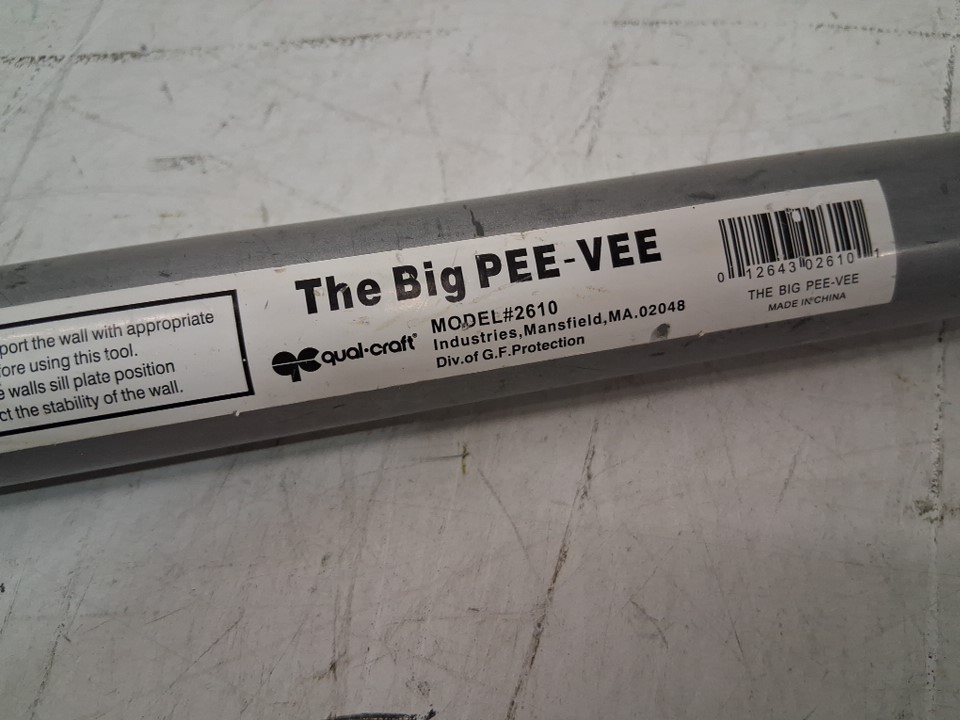 The Big PEE-VEE
qual-craft
MODEL#2610
Industries,Mansfield,MA.02048
Div.of G.F.Protection
port the wall with appropriate
fore using this tool.
walls sill plate position
ct the stability of the wall.
0 12643 02610 1
THE BIG PEE-VEE
MADE IN CHINA